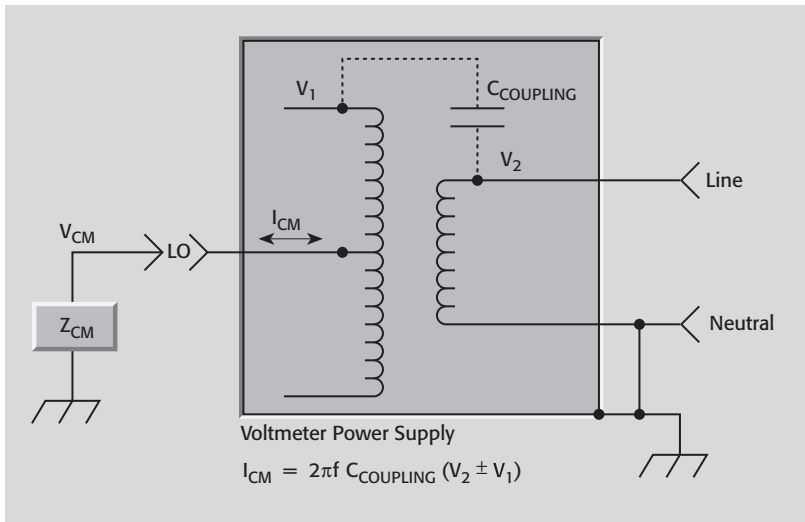 V1
CCOUPLING
V2
Line
ICM
VCM
LO
ZCM
Neutral
Voltmeter Power Supply
ICM = 2πf CCOUPLING (V2 ± V1)